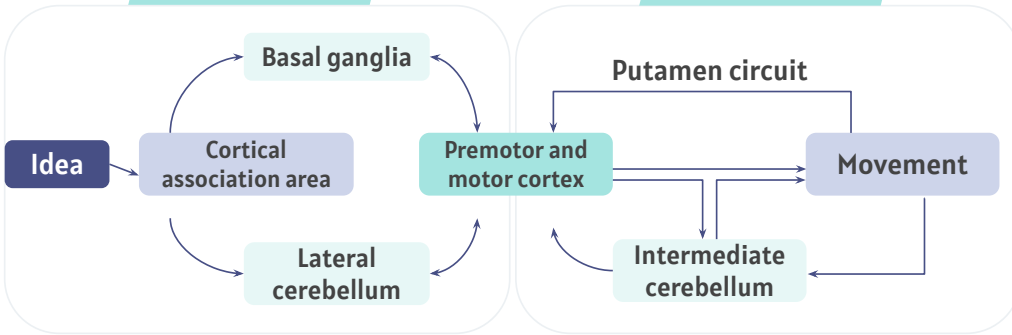 Basal ganglia
Putamen circuit
Idea
Cortical
association area
Premotor and
motor cortex
Movement
Lateral
cerebellum
Intermediate
cerebellum